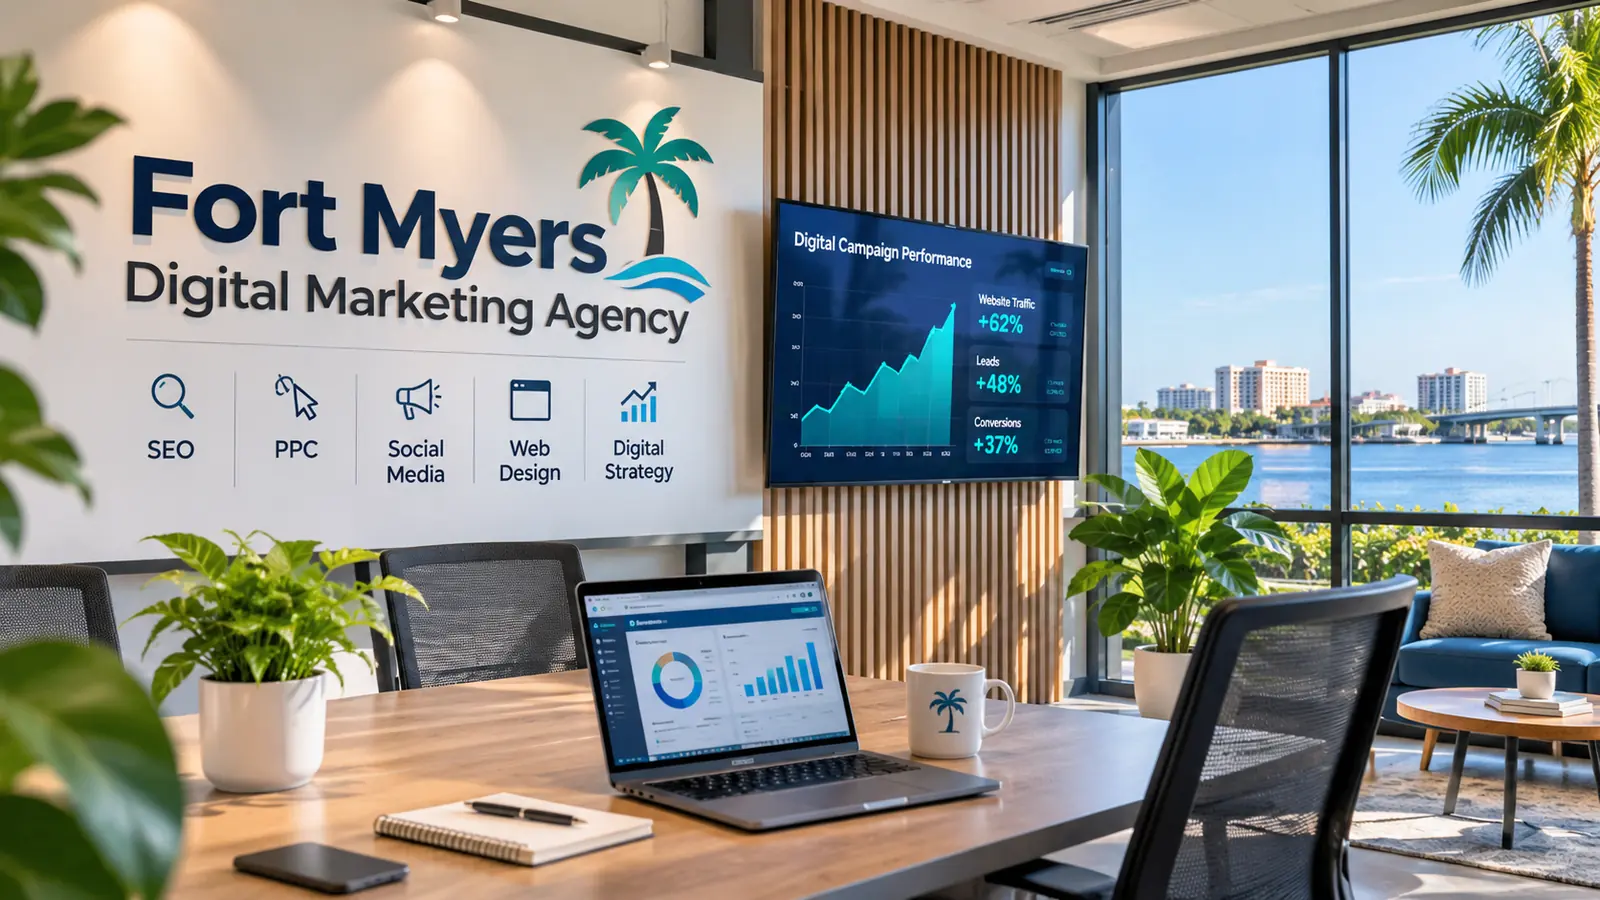 Fort Myers
Digital Marketing Agency
SEO
PPC
Social
Media
Web
Design
Digital
Strategy
Digital Campaign Performance
Website Traffic
+62%
Leads
+48%
Conversions
+37%